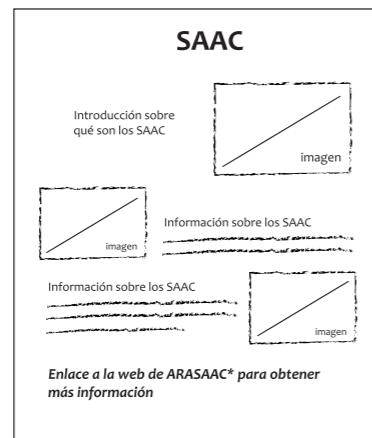 SAAC
Introducción sobre
qué son los SAAC
imagen
Información sobre los SAAC
imagen
Información sobre los SAAC
imagen
Enlace a la web de ARASAAC* para obtener
más información